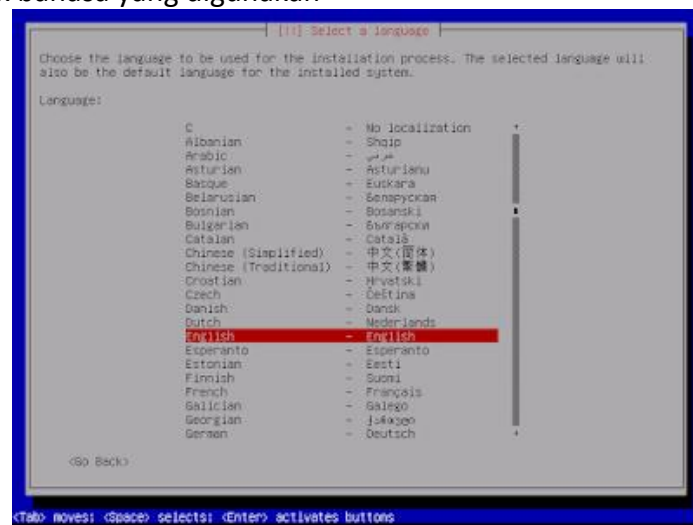 bahasa yang digunakan
[!!] Select a language
Choose the language to be used for the installation process. The selected language will
also be the default language for the installed system.
Language:
C - No localization
Albanian - Shqip
Arabic - عربي
Asturian - Asturianu
Basque - Euskara
Belarusian - Беларуская
Bosnian - Bosanski
Bulgarian - Български
Catalan - Català
Chinese (Simplified) - 中文(简体)
Chinese (Traditional) - 中文(繁體)
Croatian - Hrvatski
Czech - Čeština
Danish - Dansk
Dutch - Nederlands
English - English
Esperanto - Esperanto
Estonian - Eesti
Finnish - Suomi
French - Français
Galician - Galego
Georgian - ქართული
German - Deutsch
<Go Back>
<Tab> moves; <Space> selects; <Enter> activates buttons